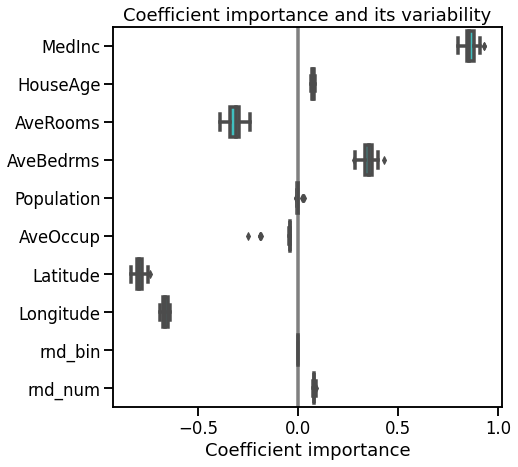 Coefficient importance and its variability
MedInc
HouseAge
AveRooms
AveBedrms
Population
AveOccup
Latitude
Longitude
rnd_bin
rnd_num
−0.5 0.0 0.5 1.0
Coefficient importance